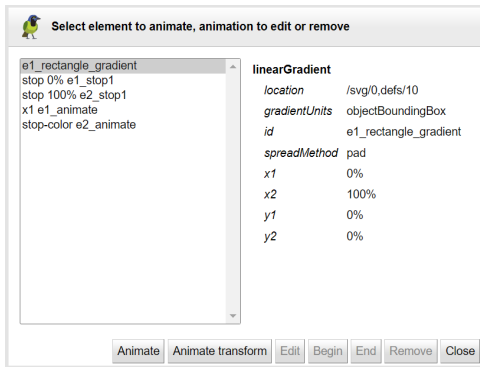 Select element to animate, animation to edit or remove
e1_rectangle_gradient
stop 0% e1_stop1
stop 100% e2_stop1
x1 e1_animate
stop-color e2_animate
linearGradient
location /svg/0,defs/10
gradientUnits objectBoundingBox
id e1_rectangle_gradient
spreadMethod pad
x1 0%
x2 100%
y1 0%
y2 0%
Animate Animate transform Edit Begin End Remove Close